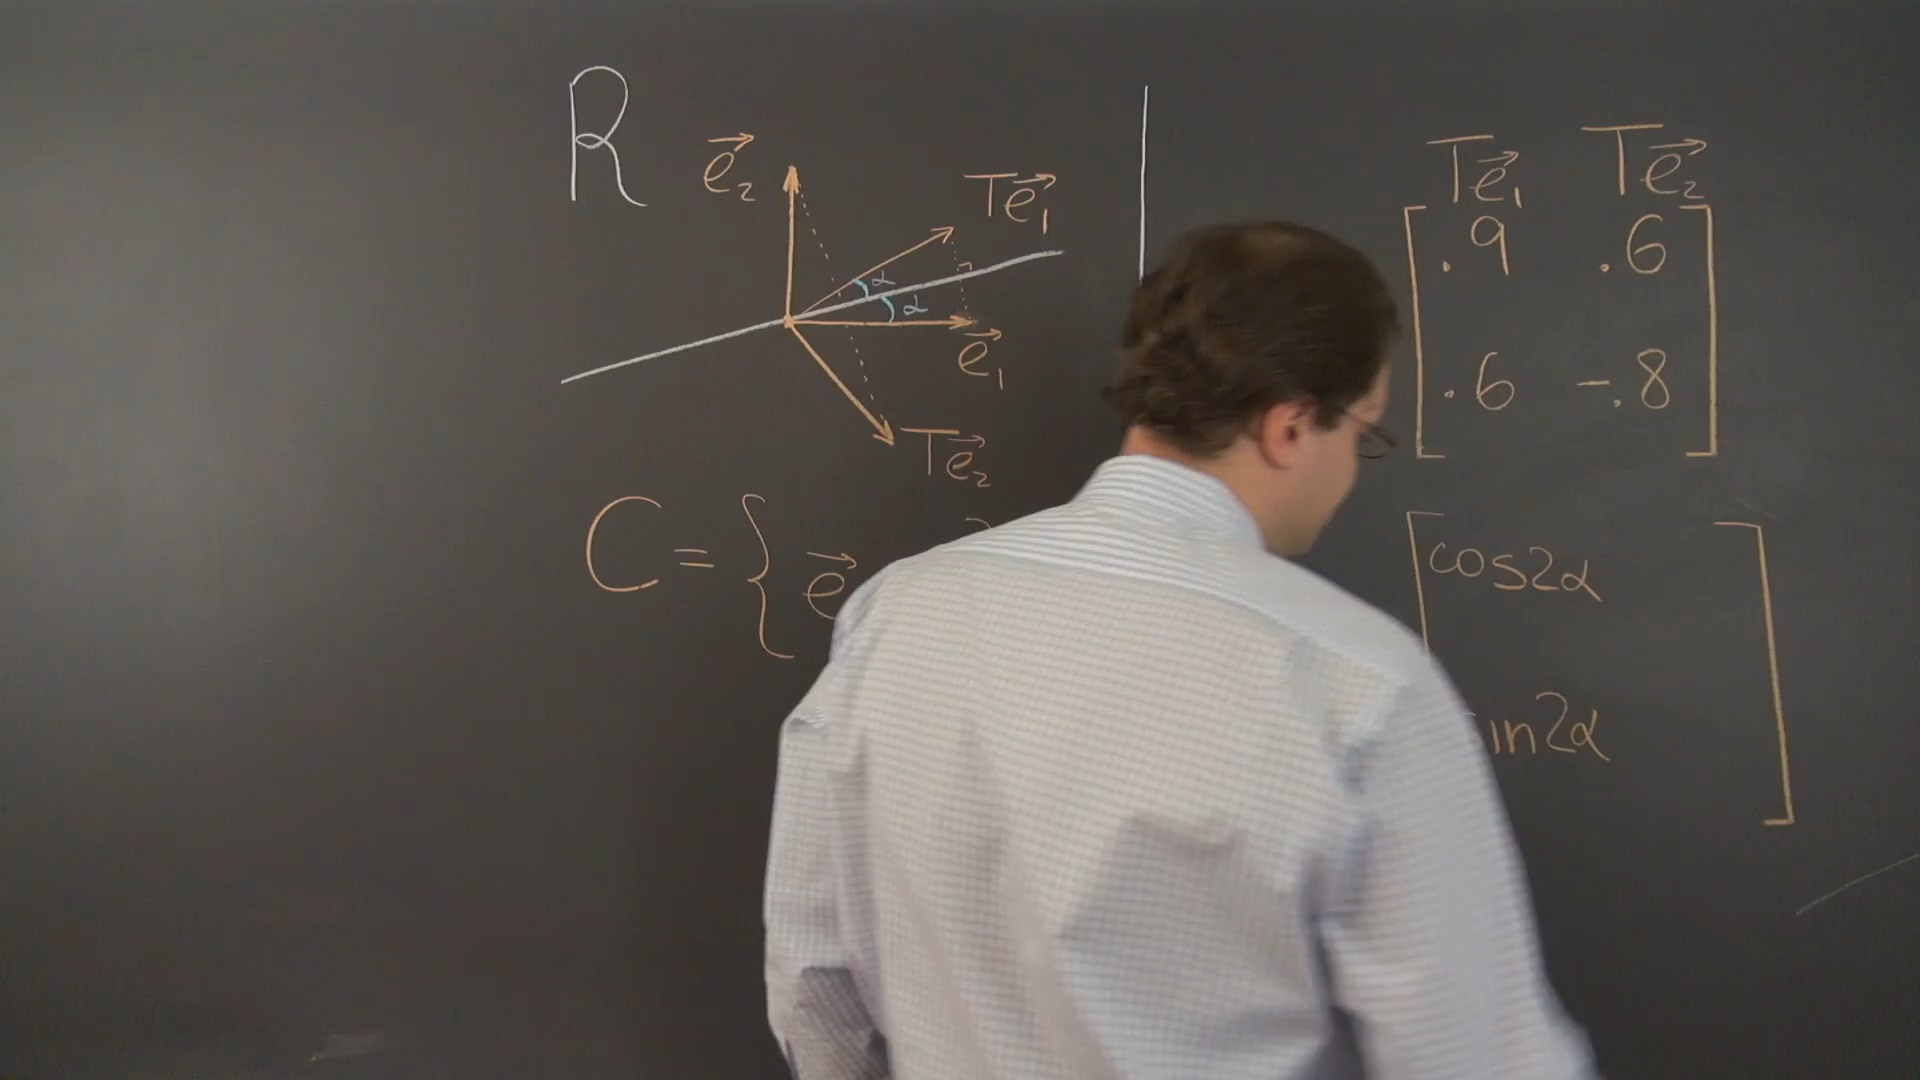 R
e⃗₂
Te⃗₁
α
α
e⃗₁
Te⃗₂
C = { e⃗
Te⃗₁ Te⃗₂
.9 .6
.6 -.8
cos2α
in2α